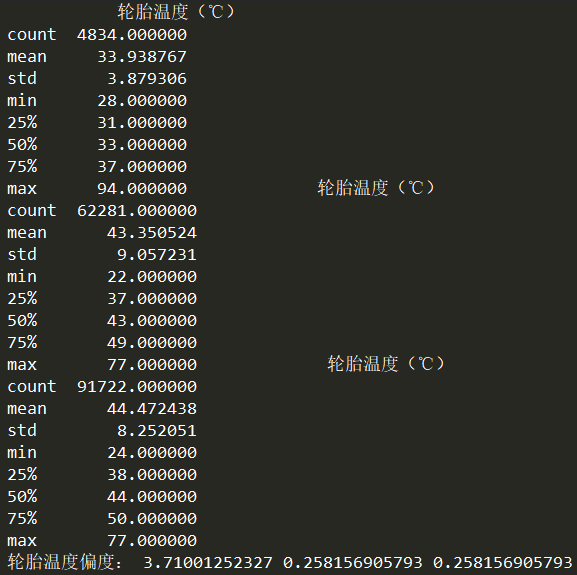 轮胎温度（℃）
count  4834.000000
mean     33.938767
std       3.879306
min      28.000000
25%      31.000000
50%      33.000000
75%      37.000000
max      94.000000             轮胎温度（℃）
count  62281.000000
mean      43.350524
std        9.057231
min       22.000000
25%       37.000000
50%       43.000000
75%       49.000000
max       77.000000             轮胎温度（℃）
count  91722.000000
mean      44.472438
std        8.252051
min       24.000000
25%       38.000000
50%       44.000000
75%       50.000000
max       77.000000
轮胎温度偏度： 3.71001252327 0.258156905793 0.258156905793